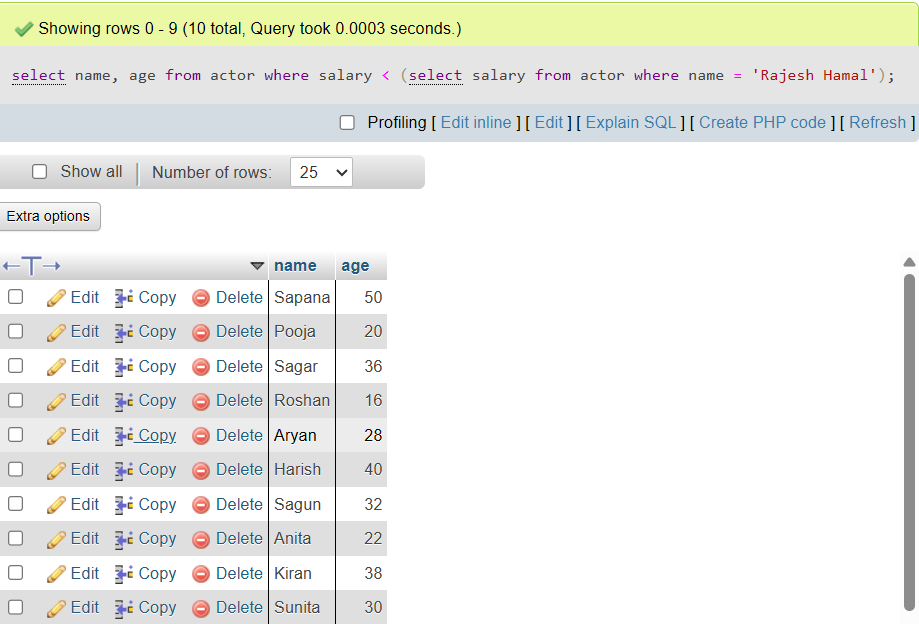 Showing rows 0 - 9 (10 total, Query took 0.0003 seconds.)
select name, age from actor where salary < (select salary from actor where name = 'Rajesh Hamal');
Profiling [ Edit inline ] [ Edit ] [ Explain SQL ] [ Create PHP code ] [ Refresh ]
Show all Number of rows: 25
Extra options
←T→ name age
Edit Copy Delete Sapana 50
Edit Copy Delete Pooja 20
Edit Copy Delete Sagar 36
Edit Copy Delete Roshan 16
Edit Copy Delete Aryan 28
Edit Copy Delete Harish 40
Edit Copy Delete Sagun 32
Edit Copy Delete Anita 22
Edit Copy Delete Kiran 38
Edit Copy Delete Sunita 30